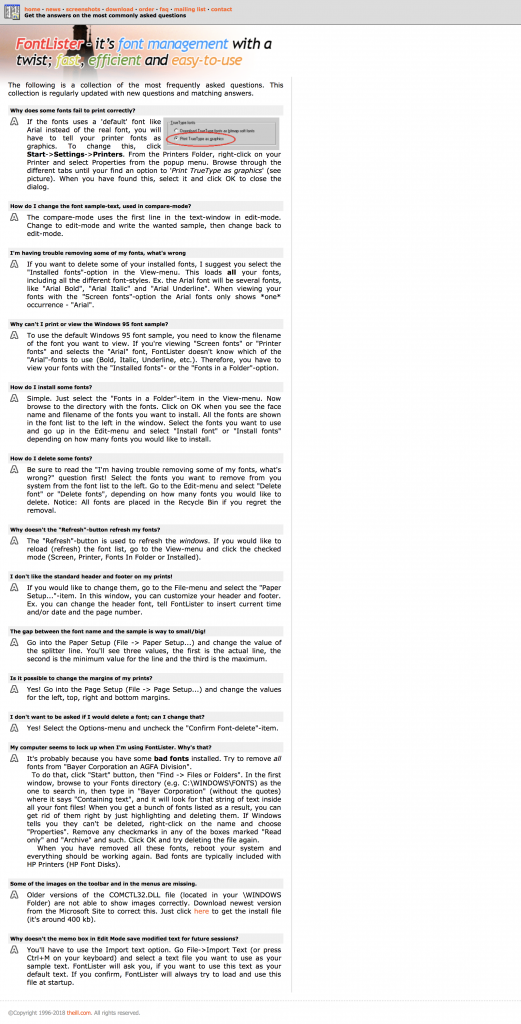 home • news • screenshots • download • order • faq • mailing list • contact
Get the answers on the most commonly asked questions
FontLister - it's font management with a
twist; fast, efficient and easy-to-use
The following is a collection of the most frequently asked questions. This
collection is regularly updated with new questions and matching answers.
Why does some fonts fail to print correctly?
If the fonts uses a 'default' font like
Arial instead of the real font, you will
have to tell your printer fonts as
graphics. To change this, click
TrueType fonts
Download TrueType fonts as bitmap soft fonts
Print TrueType as graphics
Start->Settings->Printers. From the Printers Folder, right-click on your
Printer and select Properties from the popup menu. Browse through the
different tabs until your find an option to 'Print TrueType as graphics' (see
picture). When you have found this, select it and click OK to close the
dialog.
How do I change the font sample-text, used in compare-mode?
The compare-mode uses the first line in the text-window in edit-mode.
Change to edit-mode and write the wanted sample, then change back to
edit-mode.
I'm having trouble removing some of my fonts, what's wrong
If you want to delete some of your installed fonts, I suggest you select the
"Installed fonts"-option in the View-menu. This loads all your fonts,
including all the different font-styles. Ex. the Arial font will be several fonts,
like "Arial Bold", "Arial Italic" and "Arial Underline". When viewing your
fonts with the "Screen fonts"-option the Arial fonts only shows *one*
occurrence - "Arial".
Why can't I print or view the Windows 95 font sample?
To use the default Windows 95 font sample, you need to know the filename
of the font you want to view. If you're viewing "Screen fonts" or "Printer
fonts" and selects the "Arial" font, FontLister doesn't know which of the
"Arial"-fonts to use (Bold, Italic, Underline, etc.). Therefore, you have to
view your fonts with the "Installed fonts"- or the "Fonts in a Folder"-option.
How do I install some fonts?
Simple. Just select the "Fonts in a Folder"-item in the View-menu. Now
browse to the directory with the fonts. Click on OK when you see the face
name and filename of the fonts you want to install. All the fonts are shown
in the font list to the left in the window. Select the fonts you want to use
and go up in the Edit-menu and select "Install font" or "Install fonts"
depending on how many fonts you would like to install.
How do I delete some fonts?
Be sure to read the "I'm having trouble removing some of my fonts, what's
wrong?" question first! Select the fonts you want to remove from you
system from the font list to the left. Go to the Edit-menu and select "Delete
font" or "Delete fonts", depending on how many fonts you would like to
delete. Notice: All fonts are placed in the Recycle Bin if you regret the
removal.
Why doesn't the "Refresh"-button refresh my fonts?
The "Refresh"-button is used to refresh the windows. If you would like to
reload (refresh) the font list, go to the View-menu and click the checked
mode (Screen, Printer, Fonts In Folder or Installed).
I don't like the standard header and footer on my prints!
If you would like to change them, go to the File-menu and select the "Paper
Setup..."-item. In this window, you can customize your header and footer.
Ex. you can change the header font, tell FontLister to insert current time
and/or date and the page number.
The gap between the font name and the sample is way to small/big!
Go into the Paper Setup (File -> Paper Setup...) and change the value of
the splitter line. You'll see three values, the first is the actual line, the
second is the minimum value for the line and the third is the maximum.
Is it possible to change the margins of my prints?
Yes! Go into the Page Setup (File -> Page Setup...) and change the values
for the left, top, right and bottom margins.
I don't want to be asked if I would delete a font; can I change that?
Yes! Select the Options-menu and uncheck the "Confirm Font-delete"-item.
My computer seems to lock up when I'm using FontLister. Why's that?
It's probably because you have some bad fonts installed. Try to remove all
fonts from "Bayer Corporation an AGFA Division".
To do that, click "Start" button, then "Find -> Files or Folders". In the first
window, browse to your Fonts directory (e.g. C:\WINDOWS\FONTS) as the
one to search in, then type in "Bayer Corporation" (without the quotes)
where it says "Containing text", and it will look for that string of text inside
all your font files! When you get a bunch of fonts listed as a result, you can
get rid of them right by just highlighting and deleting them. If Windows
tells you they can't be deleted, right-click on the name and choose
"Properties". Remove any checkmarks in any of the boxes marked "Read
only" and "Archive" and such. Click OK and try deleting the file again.
When you have removed all these fonts, reboot your system and
everything should be working again. Bad fonts are typically included with
HP Printers (HP Font Disks).
Some of the images on the toolbar and in the menus are missing.
Older versions of the COMCTL32.DLL file (located in your \WINDOWS
Folder) are not able to show images correctly. Download newest version
from the Microsoft Site to correct this. Just click here to get the install file
(it's around 400 kb).
Why doesn't the memo box in Edit Mode save modified text for future sessions?
You'll have to use the Import text option. Go File->Import Text (or press
Ctrl+M on your keyboard) and select a text file you want to use as your
sample text. FontLister will ask you, if you want to use this text as your
default text. If you confirm, FontLister will always try to load and use this
file at startup.
©Copyright 1996-2018 theill.com. All rights reserved.